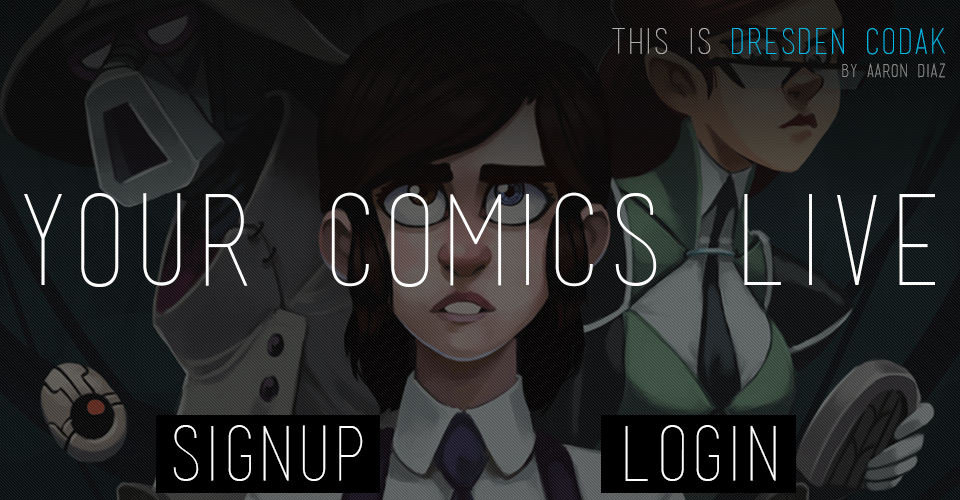 THIS IS DRESDEN CODAK
BY AARON DIAZ
YOUR COMICS LIVE
SIGNUP LOGIN